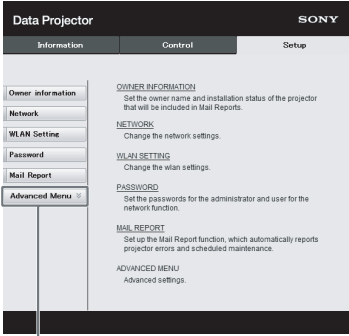 Data Projector
SONY
Information
Control
Setup
Owner information
Network
WLAN Setting
Password
Mail Report
Advanced Menu
OWNER INFORMATION
Set the owner name and installation status of the projector
that will be included in Mail Reports.
NETWORK
Change the network settings.
WLAN SETTING
Change the wlan settings.
PASSWORD
Set the passwords for the administrator and user for the
network function.
MAIL REPORT
Set up the Mail Report function, which automatically reports
projector errors and scheduled maintenance.
ADVANCED MENU
Advanced settings.